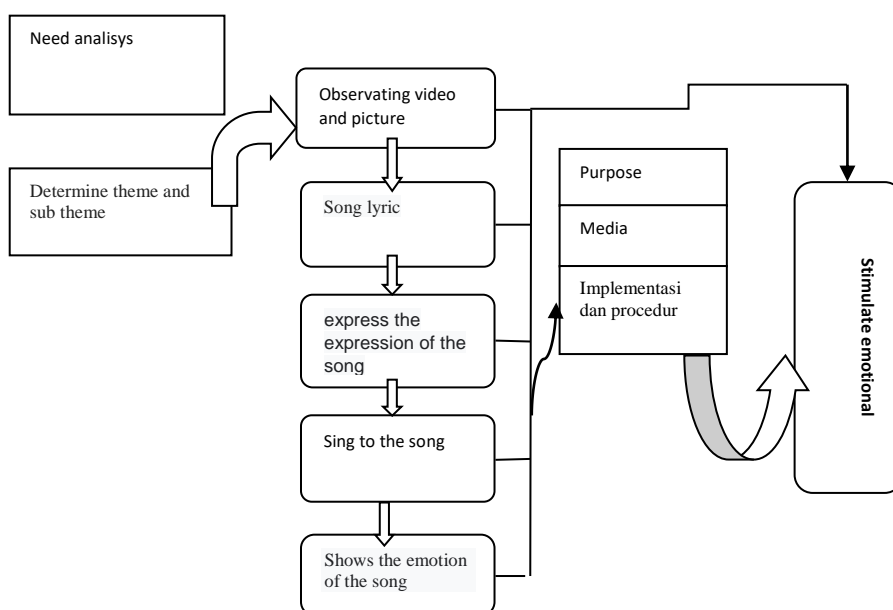 Need analisys
Determine theme and
sub theme
Observating video
and picture
Song lyric
express the
expression of the
song
Sing to the song
Shows the emotion
of the song
Purpose
Media
Implementasi
dan procedur
Stimulate emotional